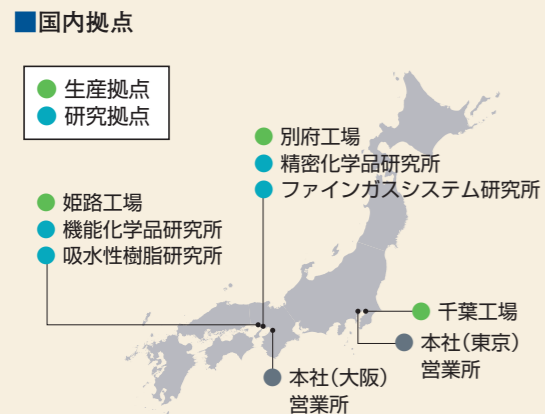 ■国内拠点
生産拠点
研究拠点
別府工場
精密化学品研究所
ファインガスシステム研究所
姫路工場
機能化学品研究所
吸水性樹脂研究所
千葉工場
本社(東京)
営業所
本社(大阪)
営業所